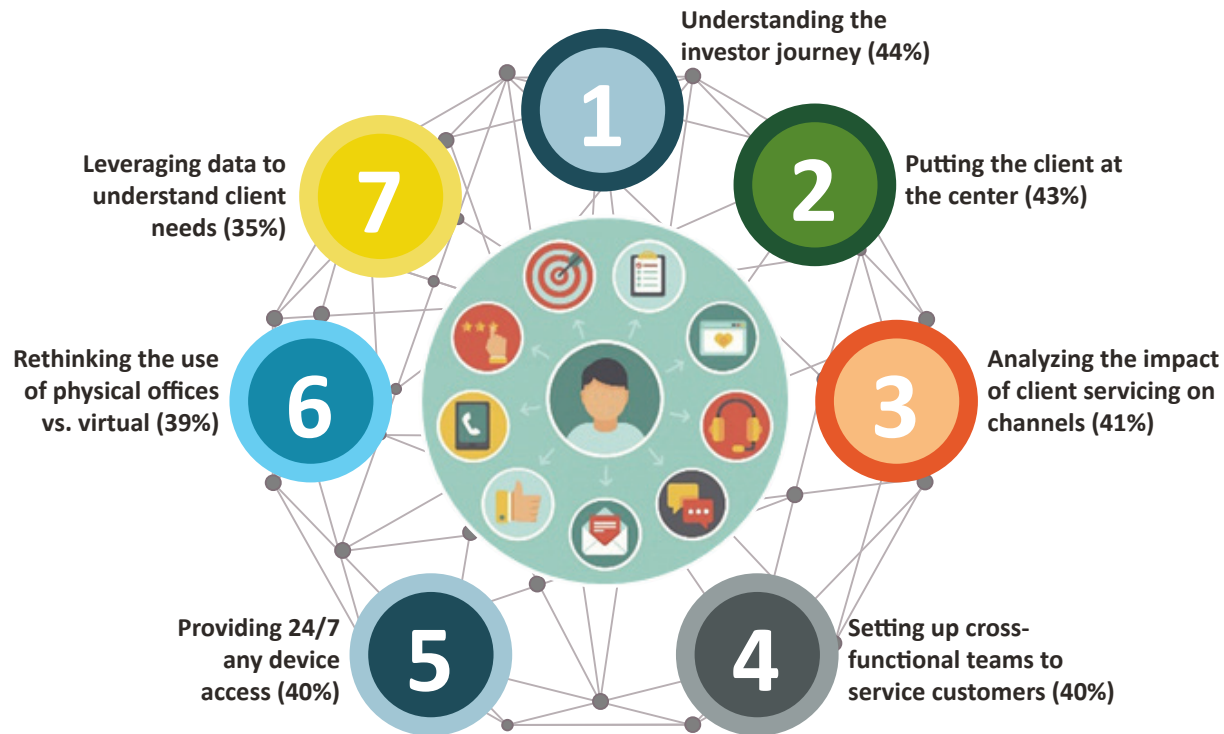 1
Understanding the
investor journey (44%)
2
Putting the client at
the center (43%)
3
Analyzing the impact
of client servicing on
channels (41%)
4
Setting up cross-
functional teams to
service customers (40%)
5
Providing 24/7
any device
access (40%)
6
Rethinking the use
of physical offices
vs. virtual (39%)
7
Leveraging data to
understand client
needs (35%)